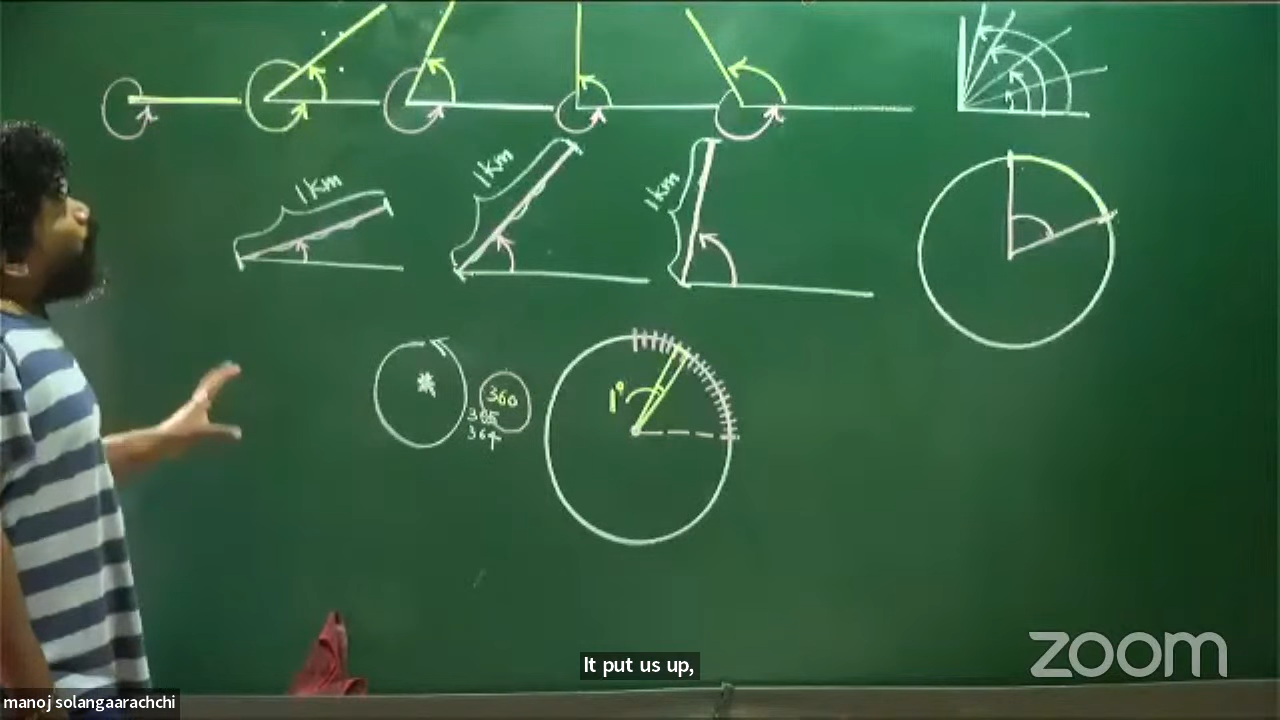 1km
1km
1km
360
365
364
1°
It put us up,
zoom
manoj solangaarachchi